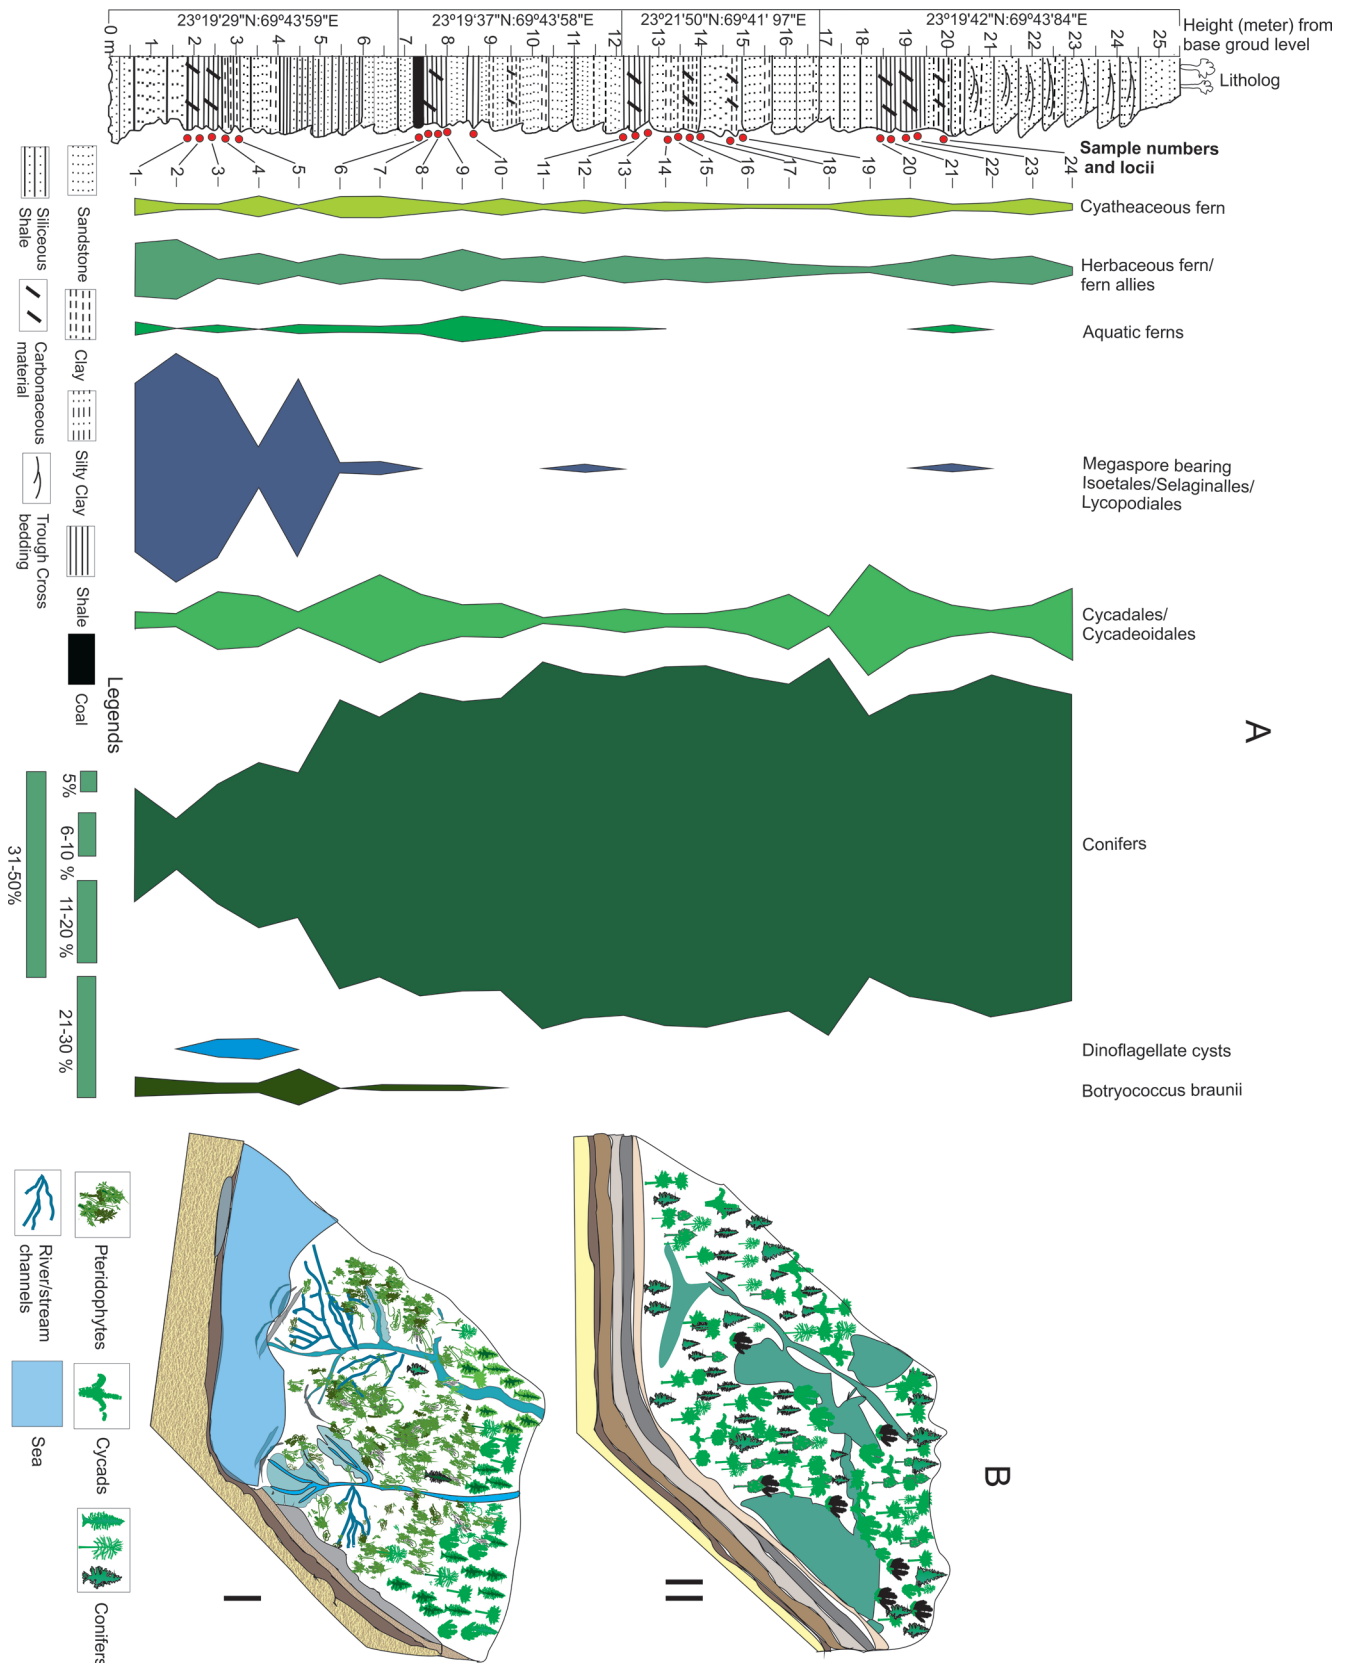 23°19'29"N:69°43'59"E
23°19'37"N:69°43'58"E
23°21'50"N:69°41' 97"E
23°19'42"N:69°43'84"E
Height (meter) from
base groud level
0 m
1
2
3
4
5
6
7
8
9
10
11
12
13
14
15
16
17
18
19
20
21
22
23
24
25
Litholog
Sample numbers
and locii
1
2
3
4
5
6
7
8
9
10
11
12
13
14
15
16
17
18
19
20
21
22
23
24
Cyatheaceous fern
Herbaceous fern/
fern allies
Aquatic ferns
Megaspore bearing
Isoetales/Selaginalles/
Lycopodiales
Cycadales/
Cycadeoidales
Conifers
Dinoflagellate cysts
Botryococcus braunii
A
B
Legends
Sandstone
Clay
Silty Clay
Shale
Coal
Siliceous
Shale
Carbonaceous
material
Trough Cross
bedding
5%
6-10 %
11-20 %
21-30 %
31-50%
I
II
Pteridophytes
Cycads
Conifers
River/stream
channels
Sea